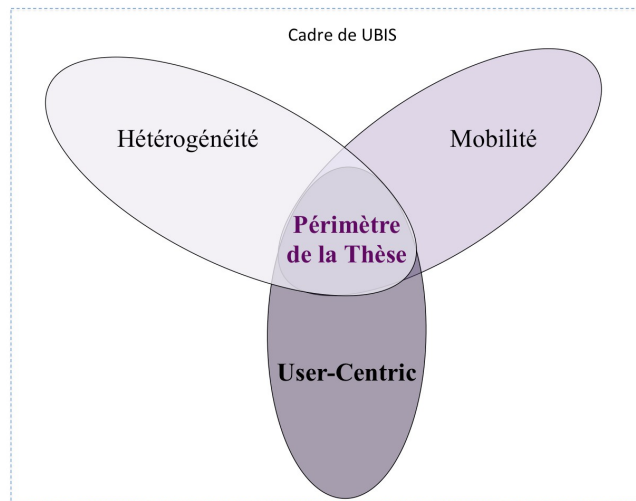 Cadre de UBIS
Hétérogénéité
Mobilité
Périmètre
de la Thèse
User-Centric